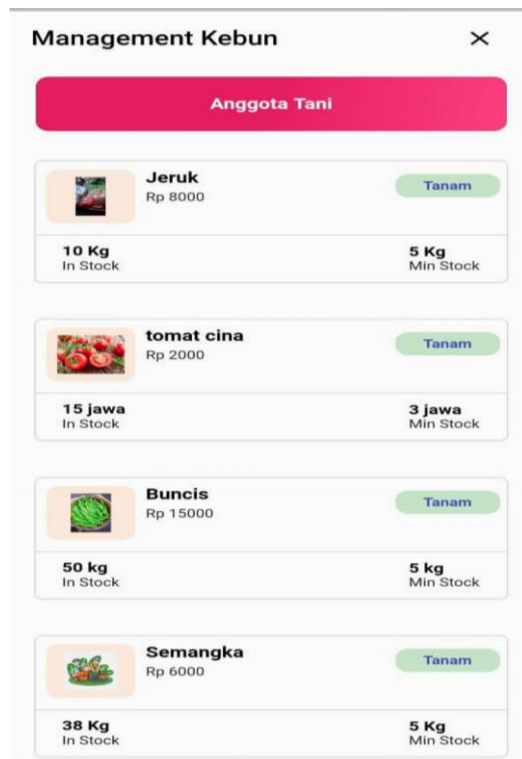 Management Kebun
Anggota Tani
Jeruk
Rp 8000
Tanam
10 Kg
In Stock
5 Kg
Min Stock
tomat cina
Rp 2000
Tanam
15 jawa
In Stock
3 jawa
Min Stock
Buncis
Rp 15000
Tanam
50 kg
In Stock
5 kg
Min Stock
Semangka
Rp 6000
Tanam
38 Kg
In Stock
5 Kg
Min Stock